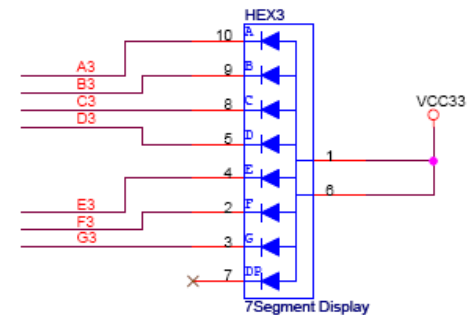 HEX3
10 A
A3
9 B
B3
C3 8 C
D3
5 D
4 E
E3
2 F
F3
G3 3 G
7 DP
1
6
VCC33
7Segment Display